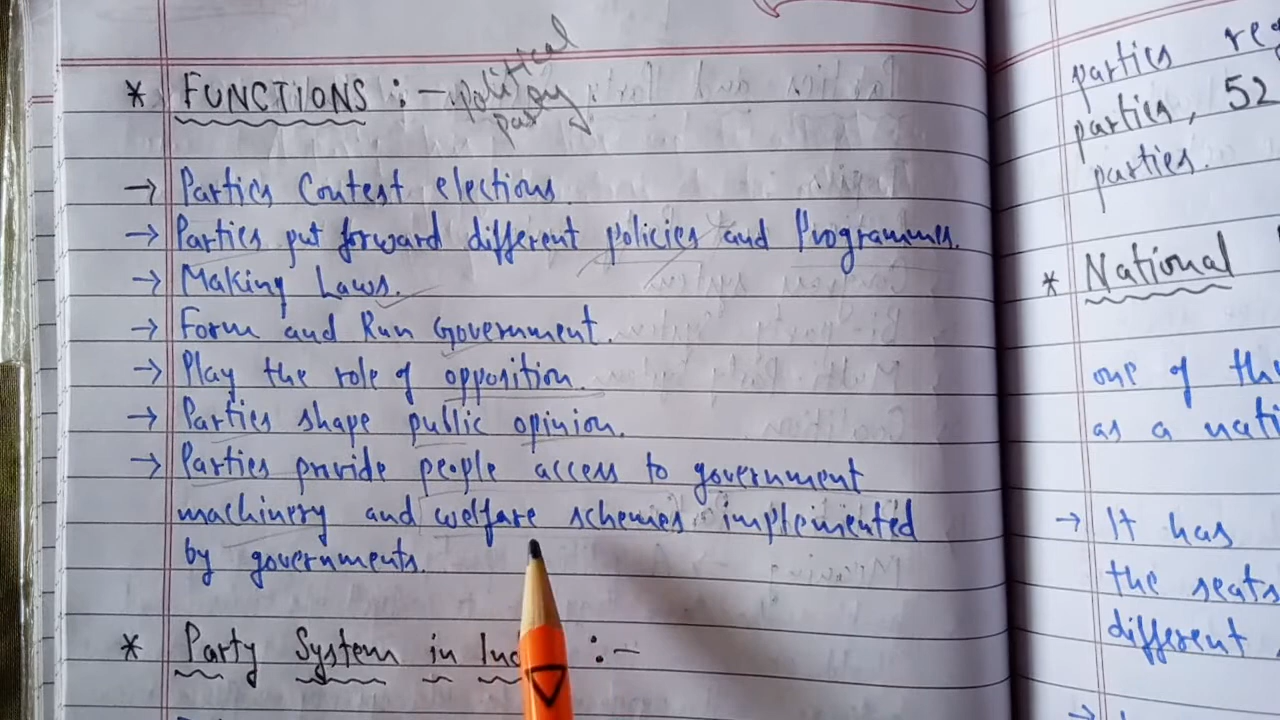 * FUNCTIONS :- political
party
→ Parties Contest elections.
→ Parties put forward different policies and Programmes.
→ Making Laws.
→ Form and Run Government.
→ Play the role of opposition.
→ Parties shape public opinion.
→ Parties provide people access to government
machinery and welfare schemes implemented
by governments.
* Party System in Ind :-
parties
parties, 52
parties.
* National
one of
as a
→ It has
the seats
different